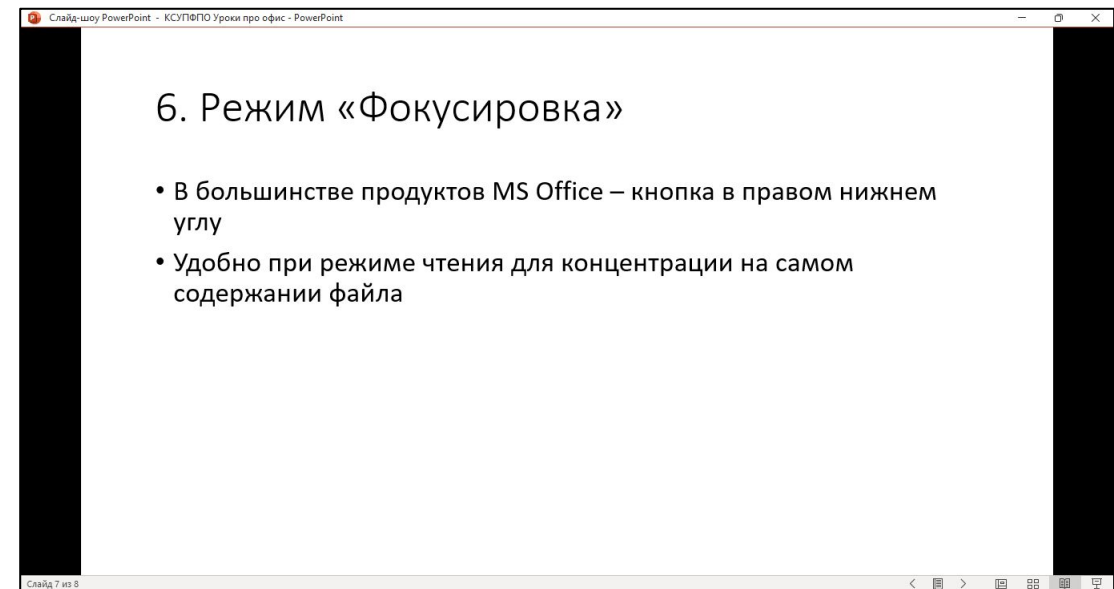 Слайд-шоу PowerPoint - КСУПФПО Уроки про офис - PowerPoint
6. Режим «Фокусировка»
• В большинстве продуктов MS Office – кнопка в правом нижнем
углу
• Удобно при режиме чтения для концентрации на самом
содержании файла
Слайд 7 из 8